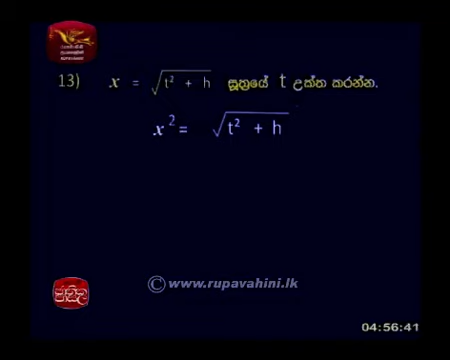 13) x = √t² + h සූත්‍රයේ t උක්ත කරන්න.
x² = √t² + h
© www.rupavahini.lk
04:56:41